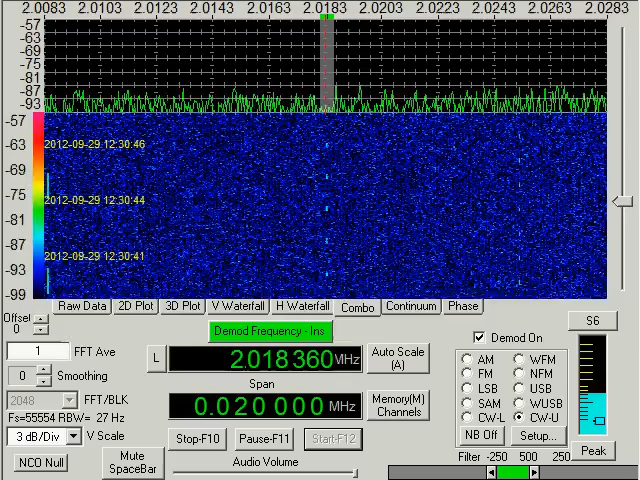 2.0083 2.0103 2.0123 2.0143 2.0163 2.0183 2.0203 2.0223 2.0243 2.0263 2.0283
-57
-63
-69
-75
-81
-87
-93
-57
-63
-69
-75
-81
-87
-93
-99
2012-09-29 12:30:46
2012-09-29 12:30:44
2012-09-29 12:30:41
Raw Data 2D Plot 3D Plot V Waterfall H Waterfall Combo Continuum Phase
Offset
0
Demod Frequency - Ins
S6
1 FFT Ave
L 2.018360 MHz Auto Scale
(A)
Demod On
0 Smoothing
Span
AM WFM
FM NFM
LSB USB
SAM WUSB
CW-L CW-U
2048 FFT/BLK
0.020000 MHz Memory(M)
Channels
Fs=55554 RBW= 27 Hz
3 dB/Div V Scale
Stop-F10 Pause-F11 Start-F12
NB Off Setup...
Peak
NCO Null
Mute
SpaceBar
Audio Volume
Filter -250 500 250